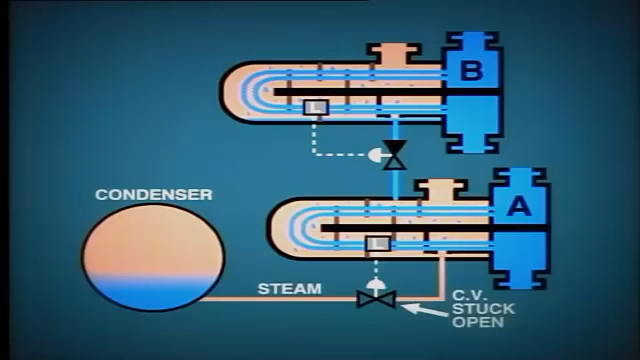 B
L
CONDENSER
A
L
STEAM
C.V.
STUCK
OPEN